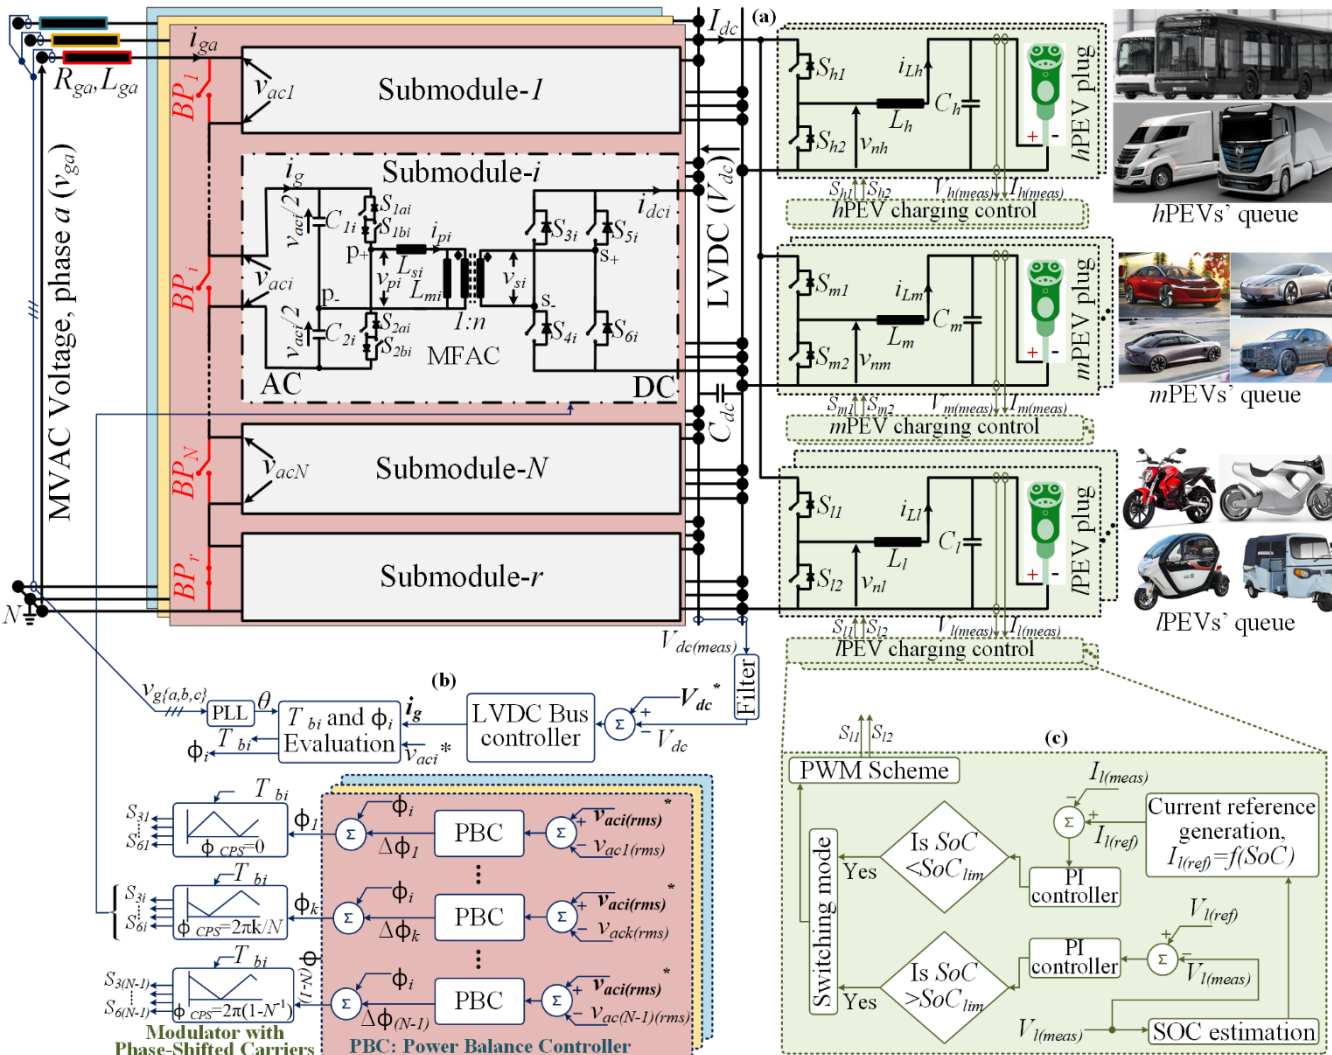 (a)
MVAC Voltage, phase a (v_ga)
R_ga, L_ga
i_ga
N
BP_1
v_ac1
Submodule-1
Submodule-i
BP_i
v_aci
i_g
v_aci/2
C_1i
S_1ai
S_1bi
p+
L_si
i_pi
v_pi
L_mi
p-
v_aci/2
C_2i
S_2ai
S_2bi
1:n
MFAC
v_si
S_3i
S_5i
s+
s-
S_4i
S_6i
i_dci
AC
DC
BP_N
v_acN
Submodule-N
BP_r
Submodule-r
I_dc
LVDC (V_dc)
C_dc
S_h1
S_h2
i_Lh
L_h
C_h
v_nh
+ -
hPEV plug
S_h1 S_h2
V_h(meas) I_h(meas)
hPEV charging control
hPEVs' queue
S_m1
S_m2
i_Lm
L_m
C_m
v_nm
+ -
mPEV plug
S_m1 S_m2
V_m(meas) I_m(meas)
mPEV charging control
mPEVs' queue
S_l1
S_l2
i_Ll
L_l
C_l
v_nl
+ -
lPEV plug
S_l1 S_l2
V_l(meas) I_l(meas)
lPEV charging control
lPEVs' queue
(b)
V_dc(meas)
Filter
V_dc*
+
−
V_dc
Σ
LVDC Bus
controller
i_g
v_g{a,b,c}
PLL
θ
T_bi and ϕ_i
Evaluation
v_aci*
T_bi
ϕ_i
T_bi
S_31
S_61
ϕ_CPS=0
ϕ_1
Σ
ϕ_i
Δϕ_1
PBC
Σ
+ v_aci(rms)*
− v_ac1(rms)
T_bi
S_3i
S_6i
ϕ_CPS=2πk/N
ϕ_k
Σ
ϕ_i
Δϕ_k
PBC
Σ
+ v_aci(rms)*
− v_ack(rms)
T_bi
S_3(N-1)
S_6(N-1)
ϕ_CPS=2π(1-N^-1)
ϕ_(N-1)
Σ
ϕ_i
Δϕ_(N-1)
PBC
Σ
+ v_aci(rms)*
− v_ac(N-1)(rms)
Modulator with
Phase-Shifted Carriers
PBC: Power Balance Controller
(c)
S_l1 S_l2
PWM Scheme
Switching mode
Yes
Is SoC
<SoC_lim
PI
controller
Σ
−
+
I_l(meas)
I_l(ref)
Current reference
generation,
I_l(ref)=f(SoC)
Yes
Is SoC
>SoC_lim
PI
controller
Σ
+
−
V_l(ref)
V_l(meas)
V_l(meas)
SOC estimation